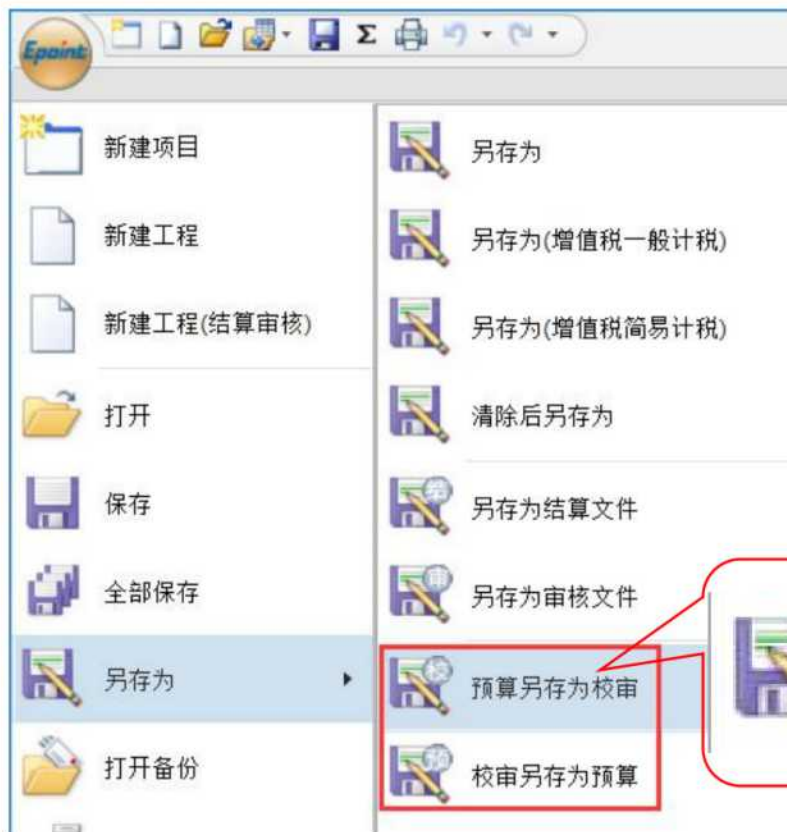 Epoint
新建项目
新建工程
新建工程(结算审核)
打开
保存
全部保存
另存为
打开备份
另存为
另存为(增值税一般计税)
另存为(增值税简易计税)
清除后另存为
另存为结算文件
另存为审核文件
预算另存为校审
校审另存为预算